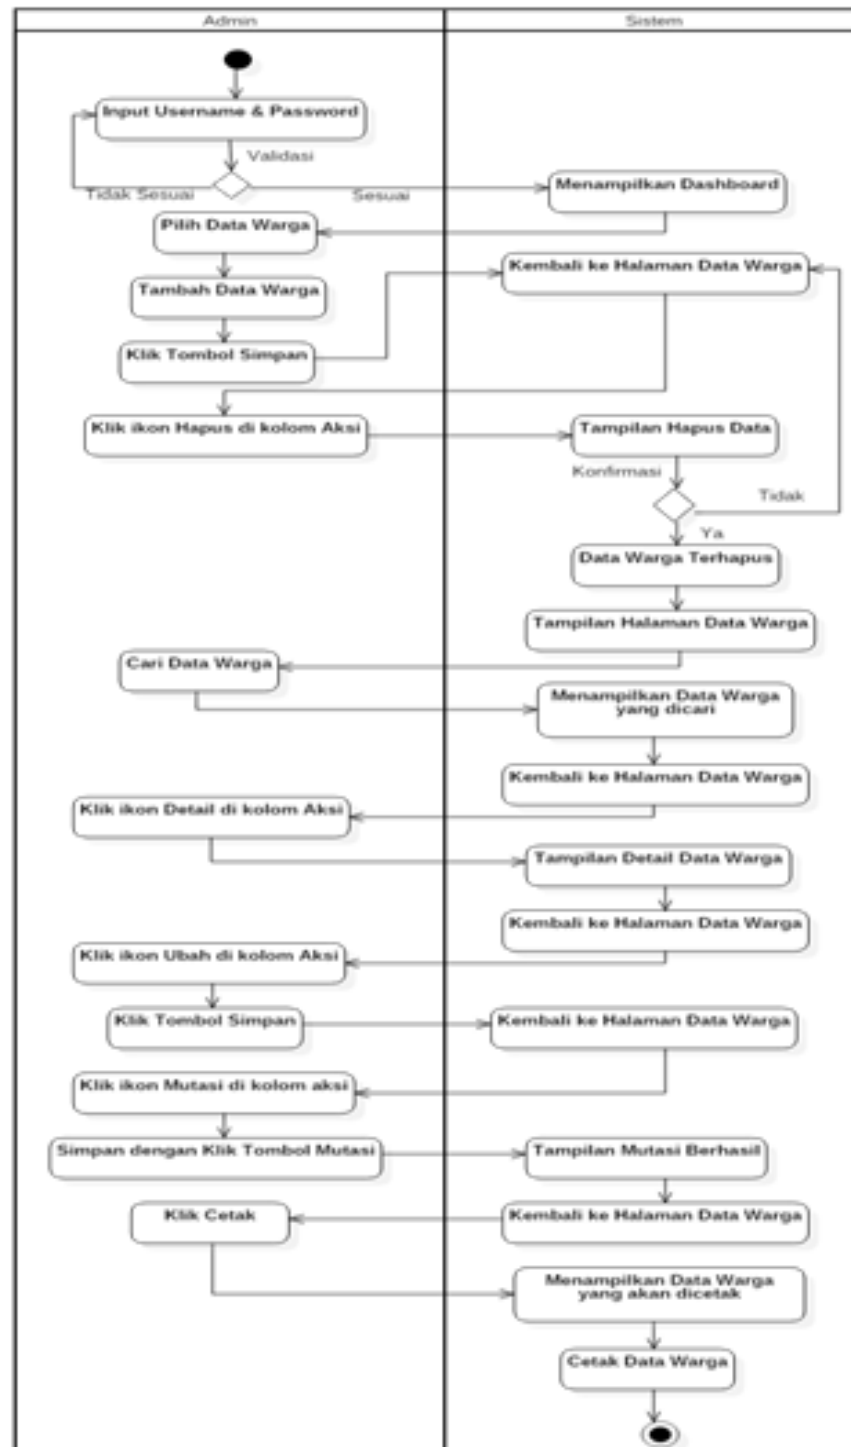 Admin
Sistem
Input Username & Password
Validasi
Tidak Sesuai
Sesuai
Menampilkan Dashboard
Pilih Data Warga
Kembali ke Halaman Data Warga
Tambah Data Warga
Klik Tombol Simpan
Klik ikon Hapus di kolom Aksi
Tampilan Hapus Data
Konfirmasi
Tidak
Ya
Data Warga Terhapus
Tampilan Halaman Data Warga
Cari Data Warga
Menampilkan Data Warga
yang dicari
Kembali ke Halaman Data Warga
Klik ikon Detail di kolom Aksi
Tampilan Detail Data Warga
Kembali ke Halaman Data Warga
Klik ikon Ubah di kolom Aksi
Klik Tombol Simpan
Kembali ke Halaman Data Warga
Klik ikon Mutasi di kolom aksi
Simpan dengan Klik Tombol Mutasi
Tampilan Mutasi Berhasil
Klik Cetak
Kembali ke Halaman Data Warga
Menampilkan Data Warga
yang akan dicetak
Cetak Data Warga